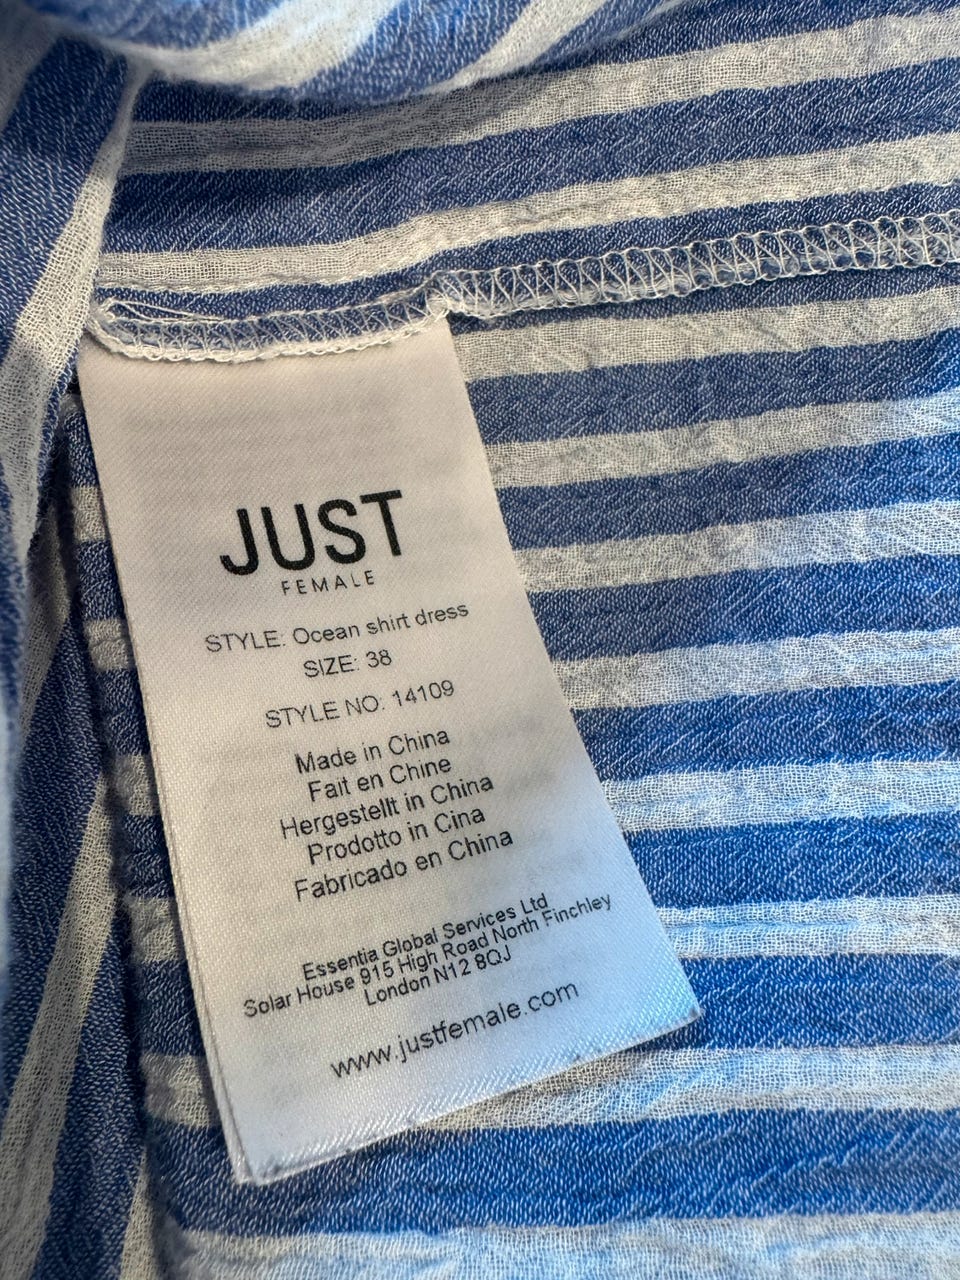 JUST
FEMALE
STYLE: Ocean shirt dress
SIZE: 38
STYLE NO: 14109
Made in China
Fait en Chine
Hergestellt in China
Prodotto in Cina
Fabricado en China
Essentia Global Services Ltd
Solar House 915 High Road North Finchley
London N12 8QJ
www.justfemale.com